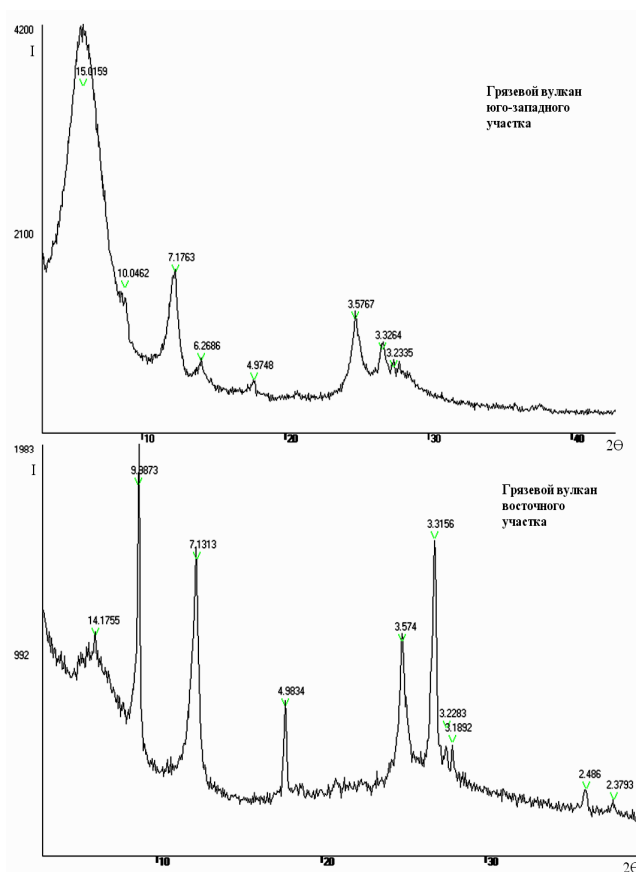 4200
I
15.0159
Грязевой вулкан
юго-западного
участка
2100
10.0462
7.1763
6.2686
4.9748
3.5767
3.3264
3.2335
10
20
30
40
2Θ
1983
I
9.9873
Грязевой вулкан
восточного
участка
7.1313
3.3156
14.1755
3.574
992
4.9834
3.2283
3.1892
2.486
2.3793
10
20
30
2Θ